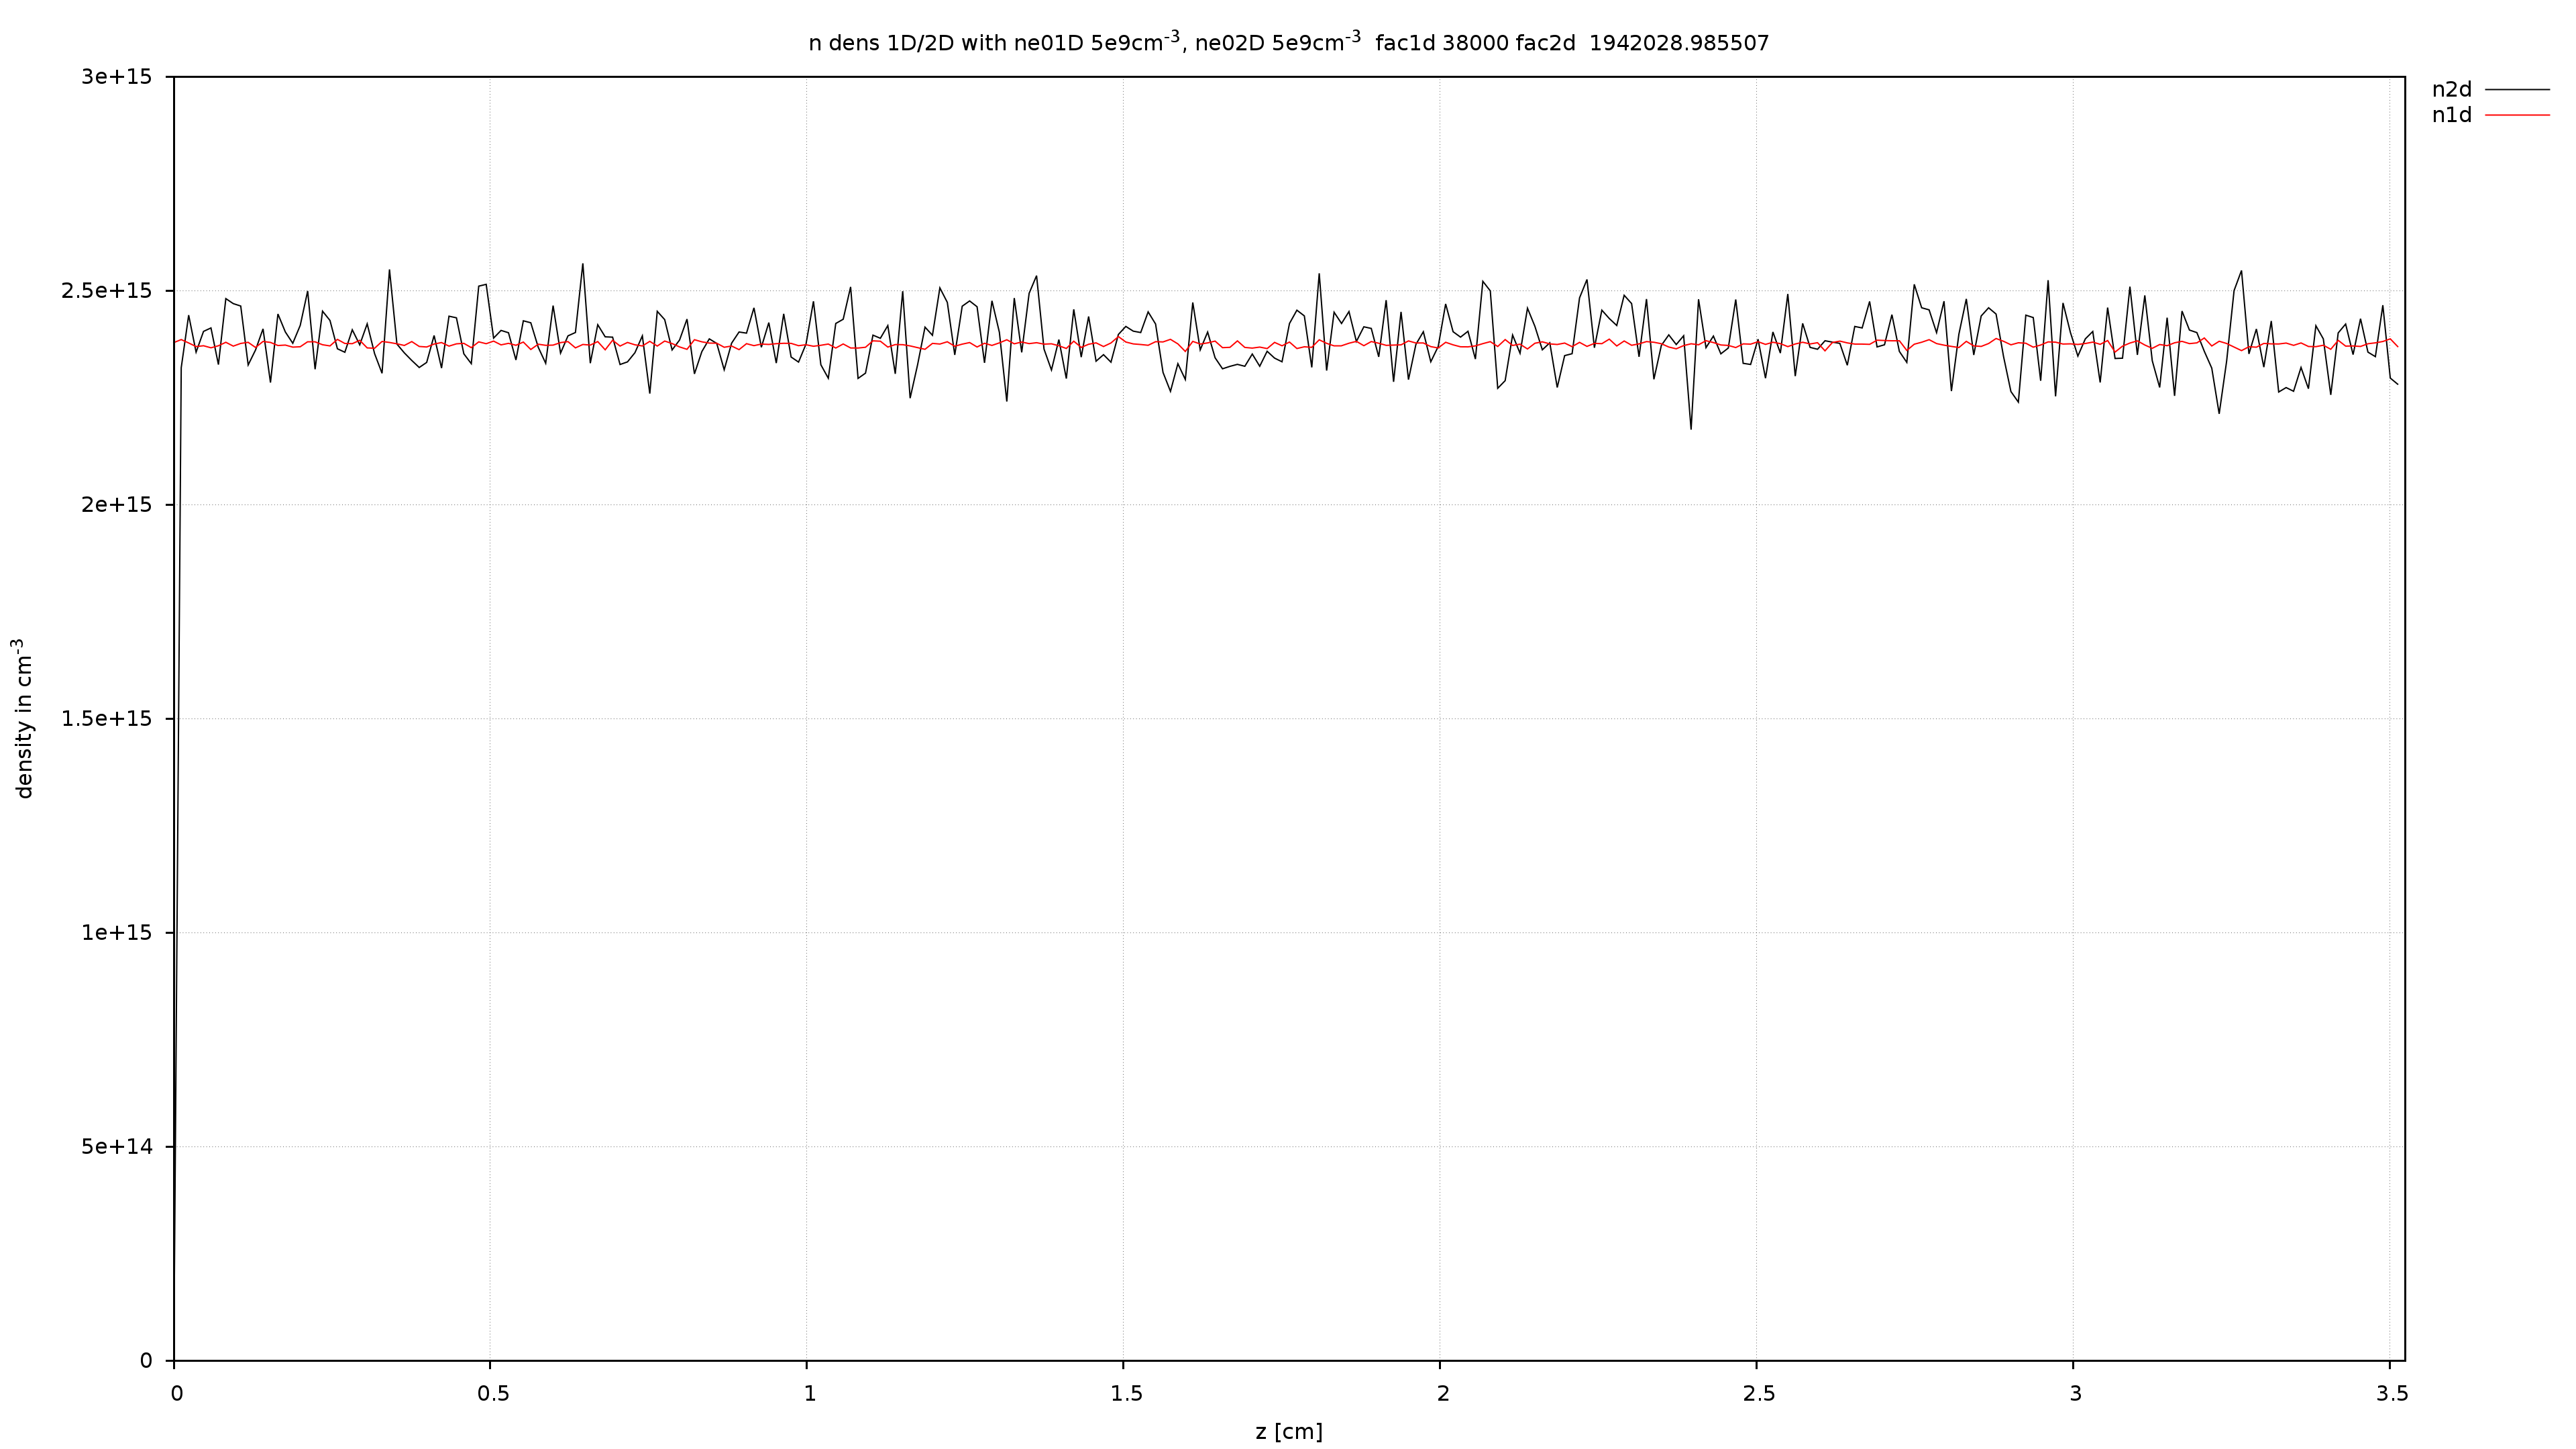 n dens 1D/2D with ne01D 5e9cm-3, ne02D 5e9cm-3  fac1d 38000 fac2d  1942028.985507
n2d
n1d
3e+15
2.5e+15
2e+15
1.5e+15
1e+15
5e+14
0
density in cm-3
0 0.5 1 1.5 2 2.5 3 3.5
z [cm]